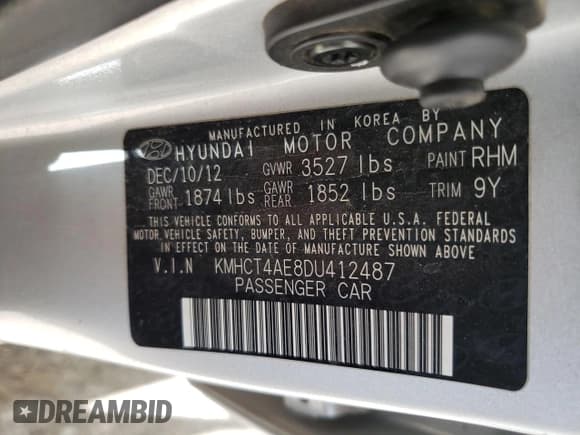 MANUFACTURED IN KOREA BY
HYUNDAI MOTOR COMPANY
DEC/10/12 GVWR 3527 lbs PAINT RHM
GAWR FRONT 1874 lbs GAWR REAR 1852 lbs TRIM 9Y
THIS VEHICLE CONFORMS TO ALL APPLICABLE U.S.A. FEDERAL
MOTOR VEHICLE SAFETY, BUMPER, AND THEFT PREVENTION STANDARDS
IN EFFECT ON THE DATE OF MANUFACTURE SHOWN ABOVE
V.I.N KMHCT4AE8DU412487
PASSENGER CAR
DREAMBID